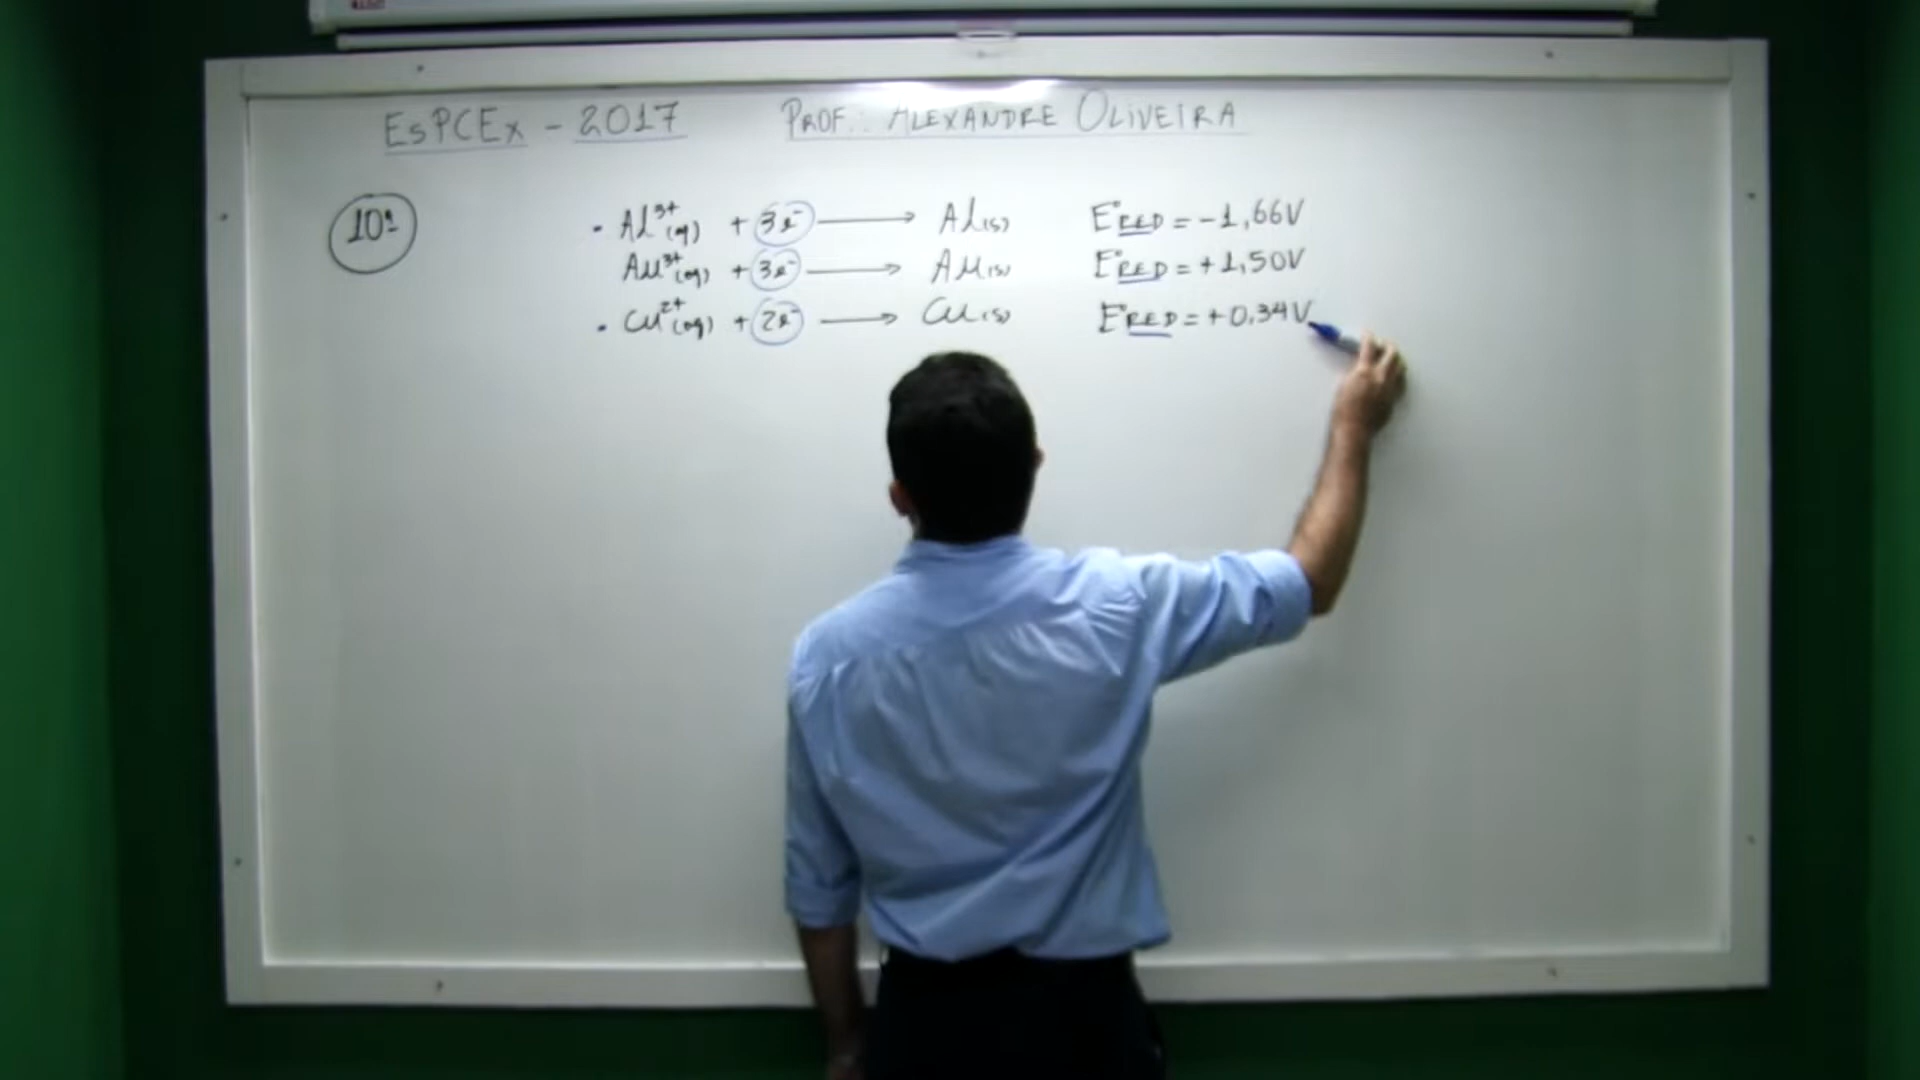 EsPCEx - 2017 PROF.: ALEXANDRE OLIVEIRA
10ª
• Al³⁺(aq) + 3e⁻ ⟶ Al(s) E°RED = -1,66V
Au³⁺(aq) + 3e⁻ ⟶ Au(s) E°RED = +1,50V
• Cu²⁺(aq) + 2e⁻ ⟶ Cu(s) E°RED = +0,34V